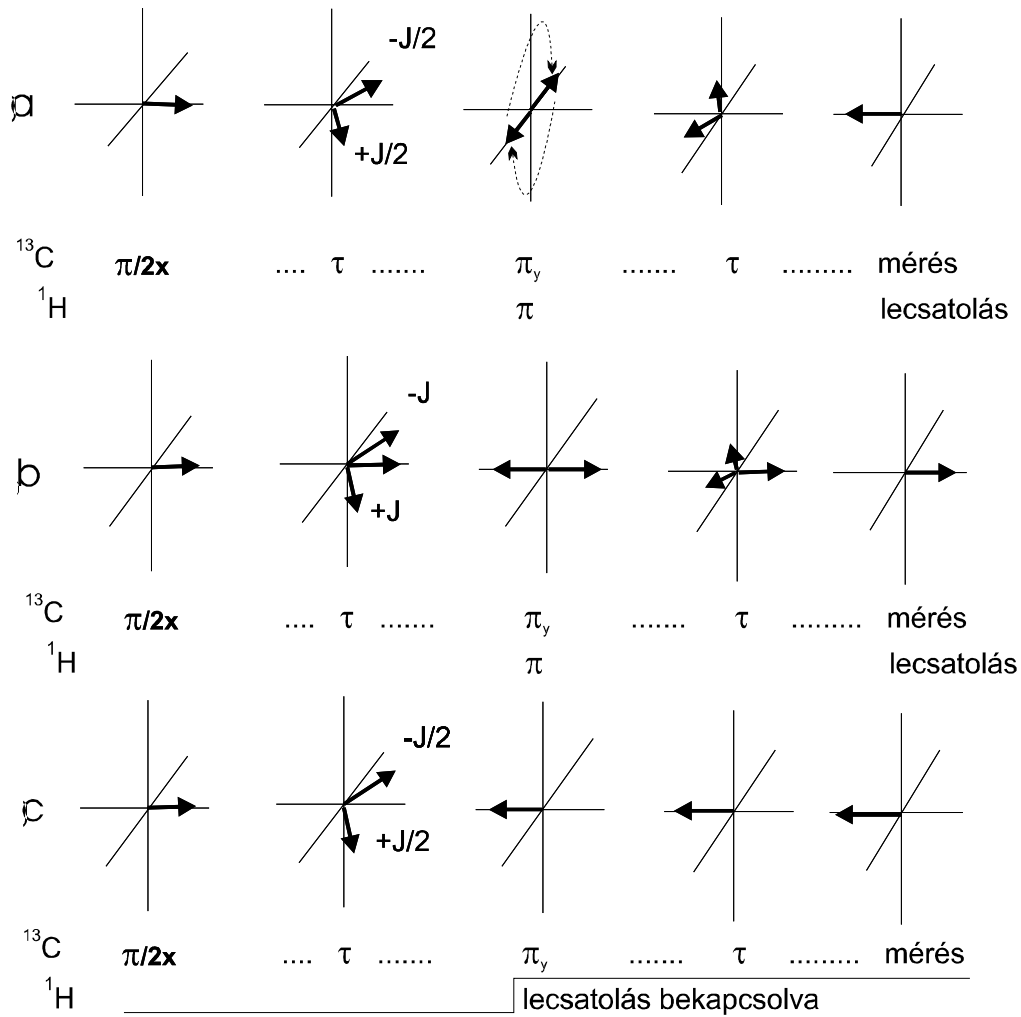 -J/2
a
+J/2
13C π/2x .... τ ....... πy ....... τ ......... mérés
1H π lecsatolás
-J
b
+J
13C π/2x .... τ ....... πy ....... τ ......... mérés
1H π lecsatolás
-J/2
c
+J/2
13C π/2x .... τ ....... πy ....... τ ......... mérés
1H lecsatolás bekapcsolva